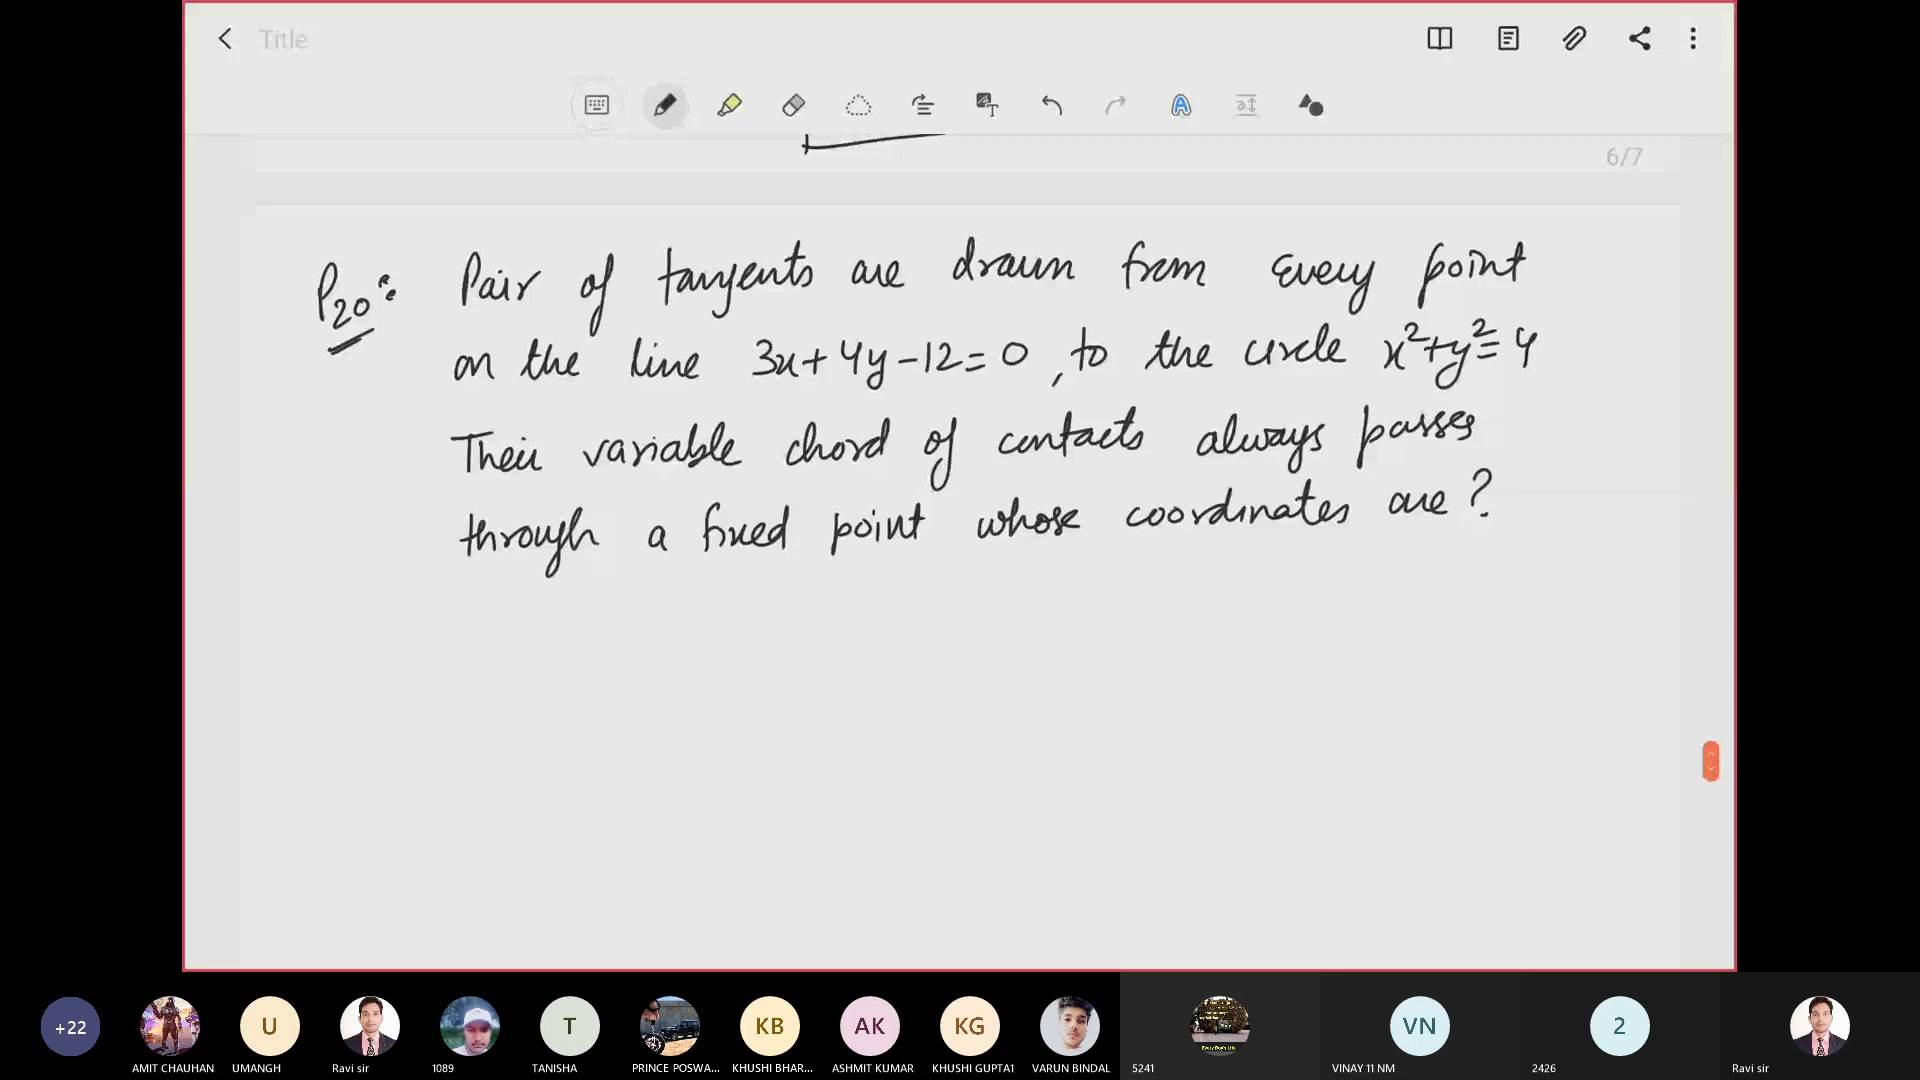 Title
6/7
P20: Pair of tangents are drawn from every point
on the line 3x+4y-12=0, to the circle x²+y²=4
Their variable chord of contacts always passes
through a fixed point whose coordinates are?
+22
U
T
KB
AK
KG
VN
2
AMIT CHAUHAN
UMANGH
Ravi sir
1089
TANISHA
PRINCE POSWA...
KHUSHI BHAR...
ASHMIT KUMAR
KHUSHI GUPTA1
VARUN BINDAL
5241
VINAY 11 NM
2426
Ravi sir